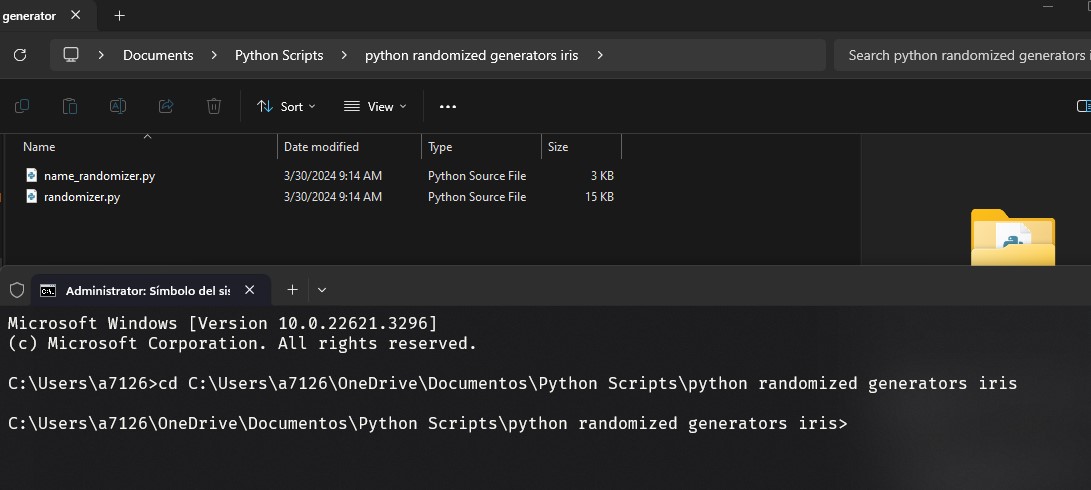 generator
Documents > Python Scripts > python randomized generators iris >
Search python randomized generators
Sort
View
Name Date modified Type Size
name_randomizer.py 3/30/2024 9:14 AM Python Source File 3 KB
randomizer.py 3/30/2024 9:14 AM Python Source File 15 KB
Administrator: Símbolo del si
Microsoft Windows [Version 10.0.22621.3296]
(c) Microsoft Corporation. All rights reserved.
C:\Users\a7126>cd C:\Users\a7126\OneDrive\Documentos\Python Scripts\python randomized generators iris
C:\Users\a7126\OneDrive\Documentos\Python Scripts\python randomized generators iris>